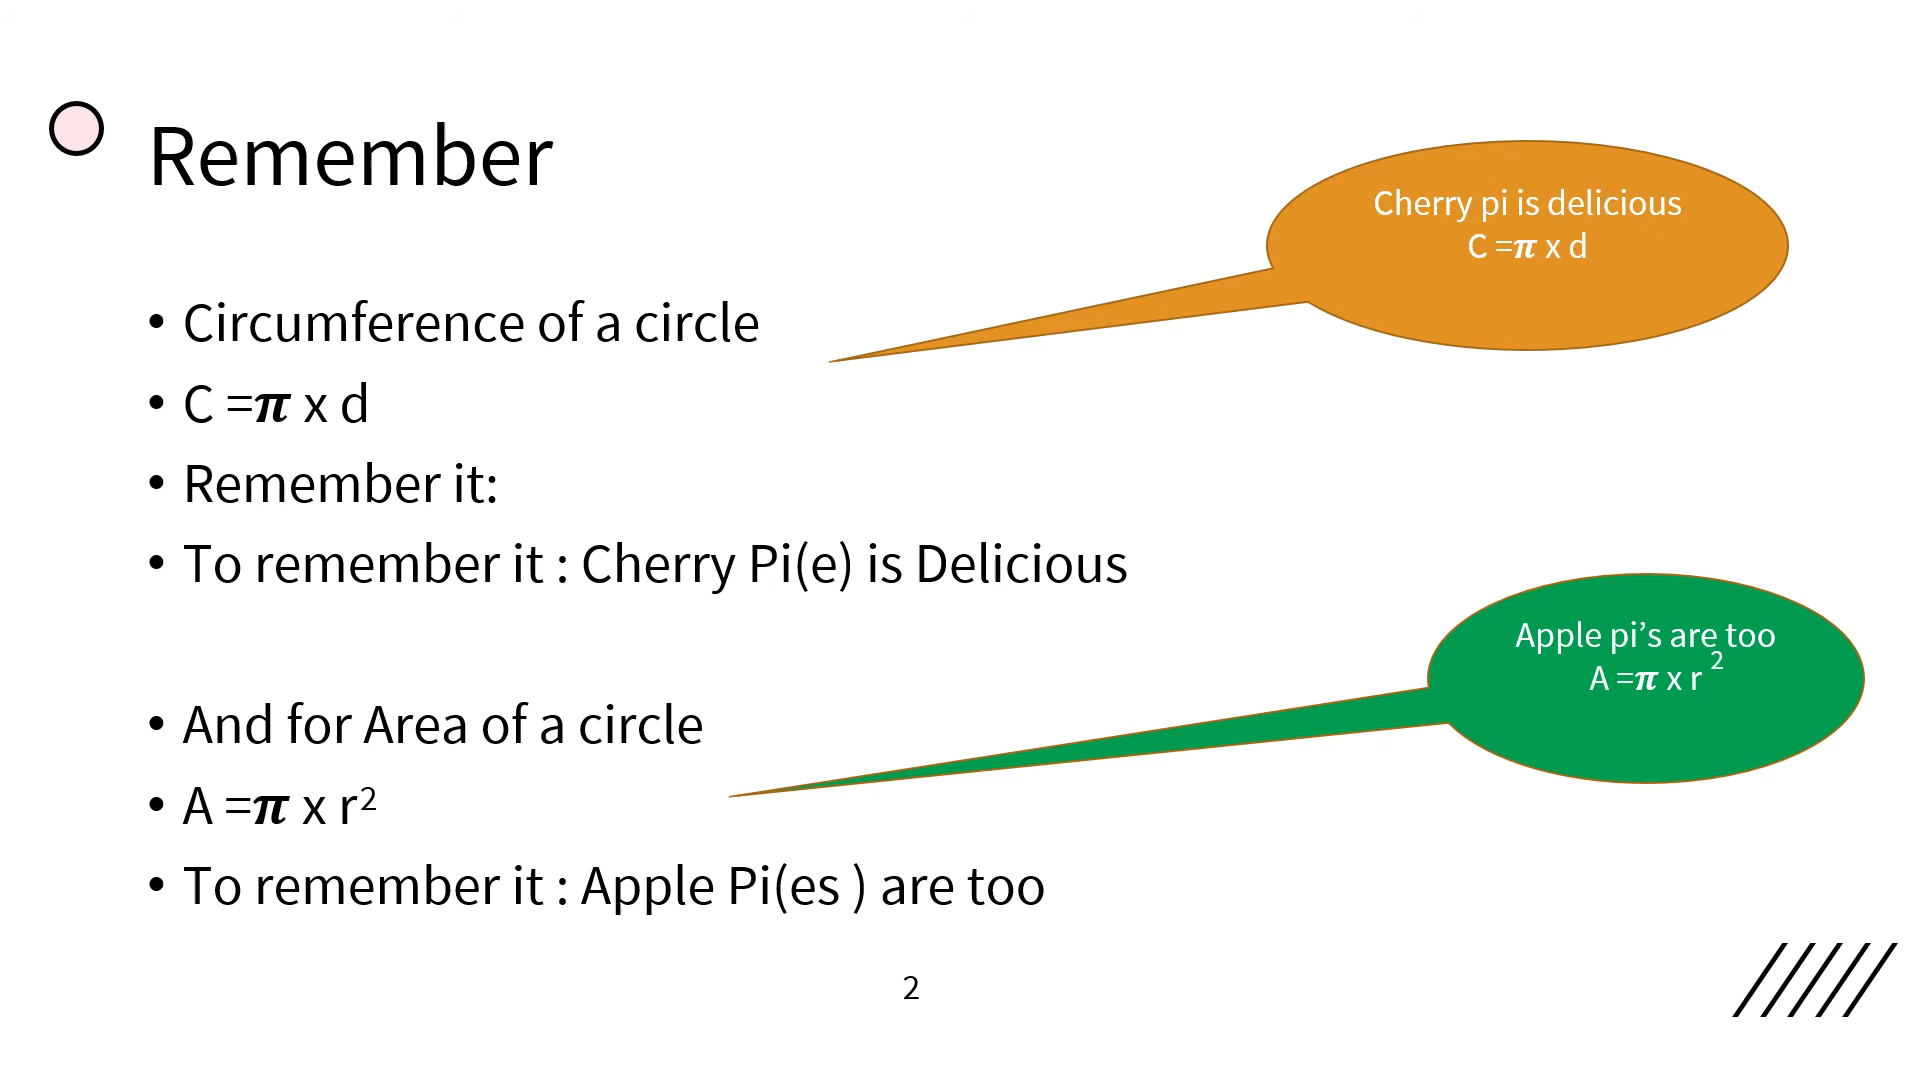 Remember
Cherry pi is delicious
C =𝝅 x d
• Circumference of a circle
• C =𝝅 x d
• Remember it:
• To remember it : Cherry Pi(e) is Delicious
Apple pi’s are too
A =𝝅 x r ²
• And for Area of a circle
• A =𝝅 x r²
• To remember it : Apple Pi(es ) are too
2